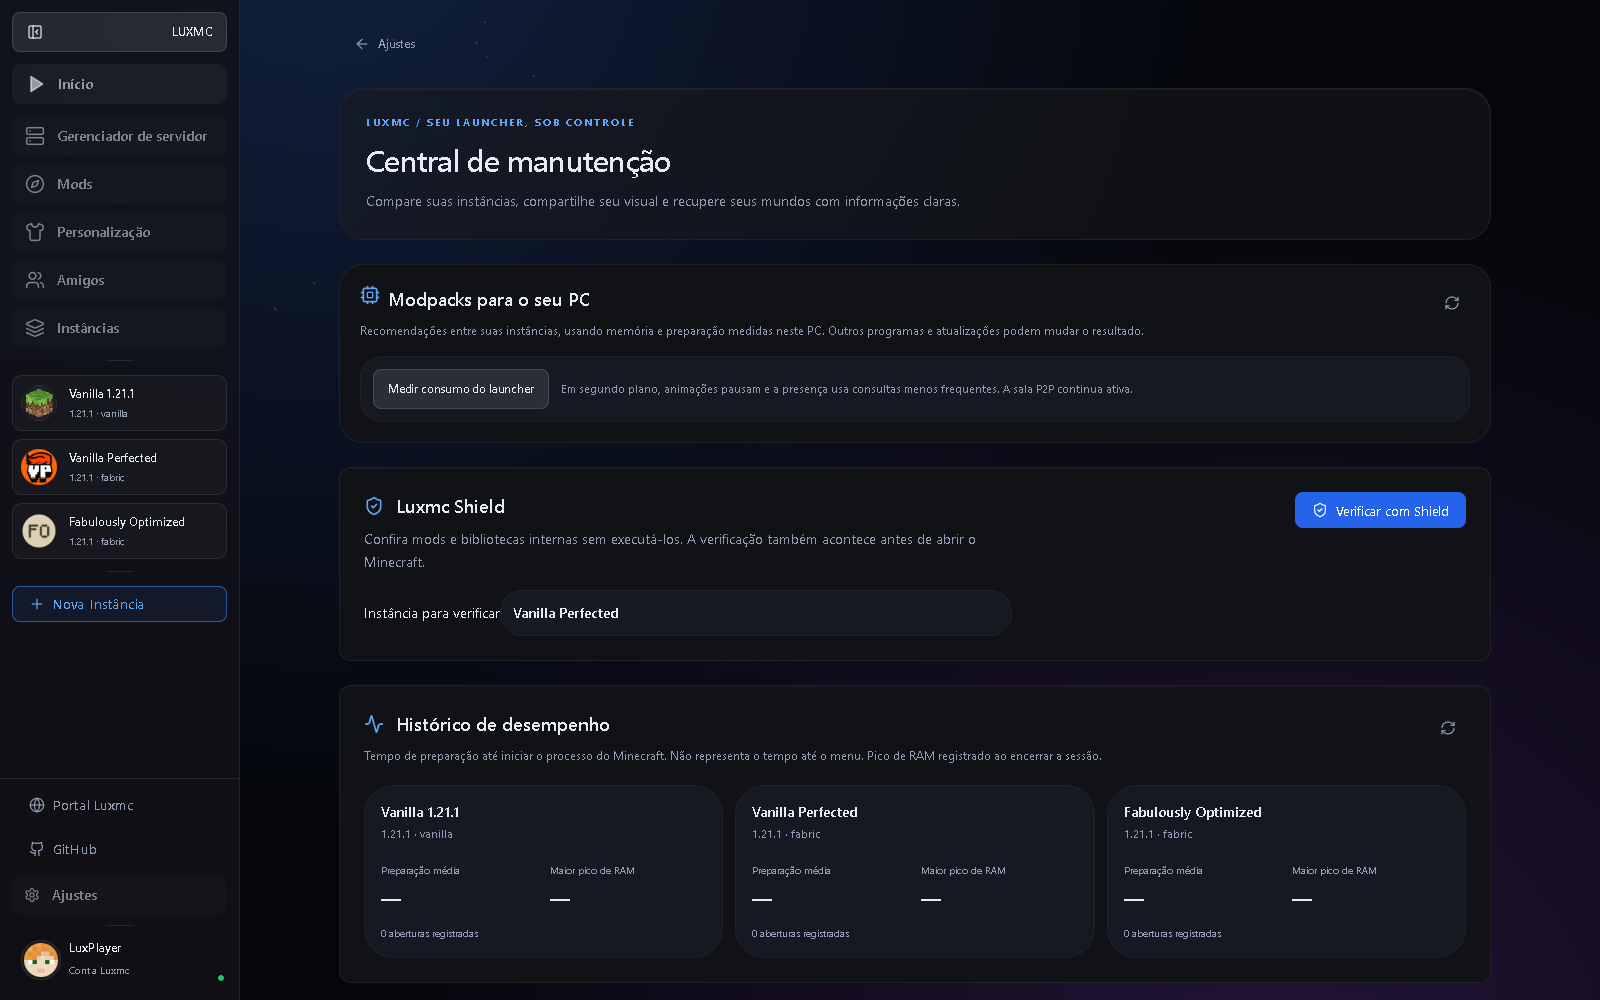 LUXMC
Início
Gerenciador de servidor
Mods
Personalização
Amigos
Instâncias
Vanilla 1.21.1
1.21.1 · vanilla
VP
Vanilla Perfected
1.21.1 · fabric
FO
Fabulously Optimized
1.21.1 · fabric
Nova Instância
Portal Luxmc
GitHub
Ajustes
LuxPlayer
Conta Luxmc
Ajustes
LUXMC / SEU LAUNCHER, SOB CONTROLE
Central de manutenção
Compare suas instâncias, compartilhe seu visual e recupere seus mundos com informações claras.
Modpacks para o seu PC
Recomendações entre suas instâncias, usando memória e preparação medidas neste PC. Outros programas e atualizações podem mudar o resultado.
Medir consumo do launcher
Em segundo plano, animações pausam e a presença usa consultas menos frequentes. A sala P2P continua ativa.
Luxmc Shield
Verificar com Shield
Confira mods e bibliotecas internas sem executá-los. A verificação também acontece antes de abrir o
Minecraft.
Instância para verificar
Vanilla Perfected
Histórico de desempenho
Tempo de preparação até iniciar o processo do Minecraft. Não representa o tempo até o menu. Pico de RAM registrado ao encerrar a sessão.
Vanilla 1.21.1
1.21.1 · vanilla
Preparação média
Maior pico de RAM
—
—
0 aberturas registradas
Vanilla Perfected
1.21.1 · fabric
Preparação média
Maior pico de RAM
—
—
0 aberturas registradas
Fabulously Optimized
1.21.1 · fabric
Preparação média
Maior pico de RAM
—
—
0 aberturas registradas